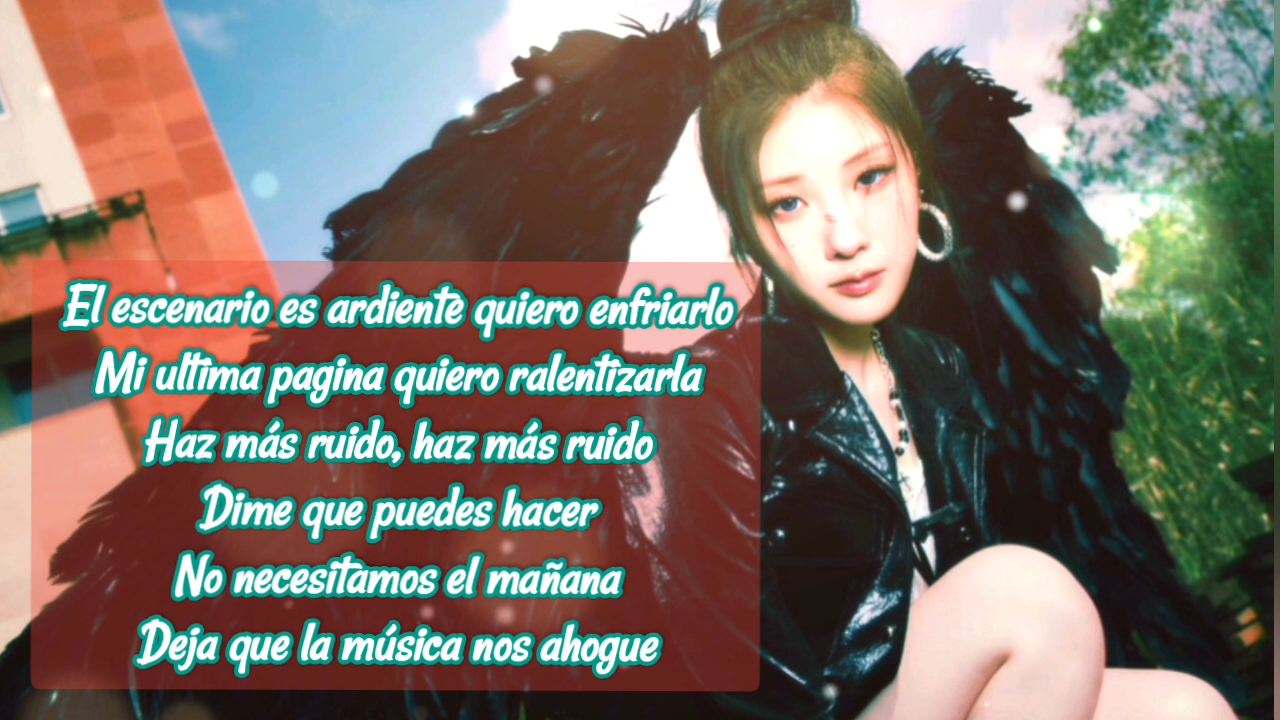 El escenario es ardiente quiero enfriarlo
Mi ultima pagina quiero ralentizarla
Haz más ruido, haz más ruido
Dime que puedes hacer
No necesitamos el mañana
Deja que la música nos ahogue